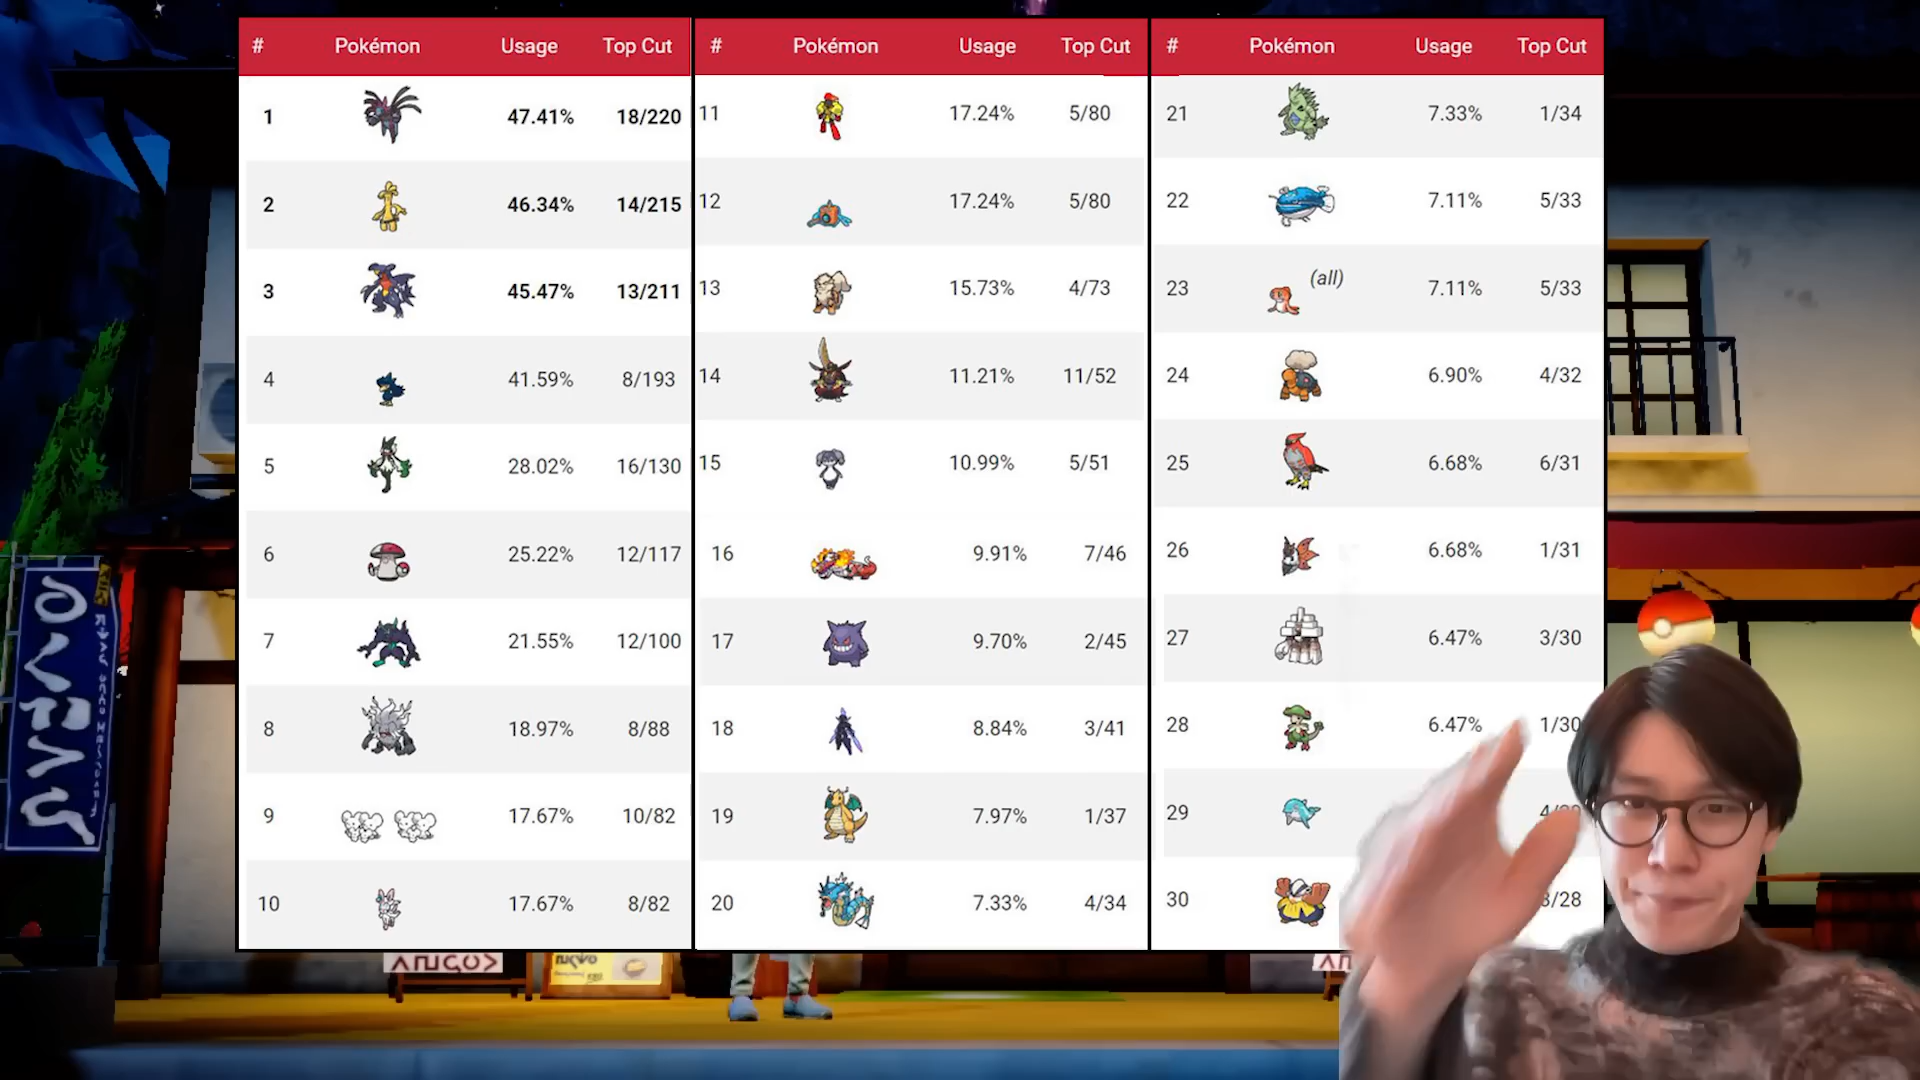 # Pokémon Usage Top Cut
1 47.41% 18/220
2 46.34% 14/215
3 45.47% 13/211
4 41.59% 8/193
5 28.02% 16/130
6 25.22% 12/117
7 21.55% 12/100
8 18.97% 8/88
9 17.67% 10/82
10 17.67% 8/82
# Pokémon Usage Top Cut
11 17.24% 5/80
12 17.24% 5/80
13 15.73% 4/73
14 11.21% 11/52
15 10.99% 5/51
16 9.91% 7/46
17 9.70% 2/45
18 8.84% 3/41
19 7.97% 1/37
20 7.33% 4/34
# Pokémon Usage Top Cut
21 7.33% 1/34
22 7.11% 5/33
23 (all) 7.11% 5/33
24 6.90% 4/32
25 6.68% 6/31
26 6.68% 1/31
27 6.47% 3/30
28 6.47% 1/30
29
30 /28